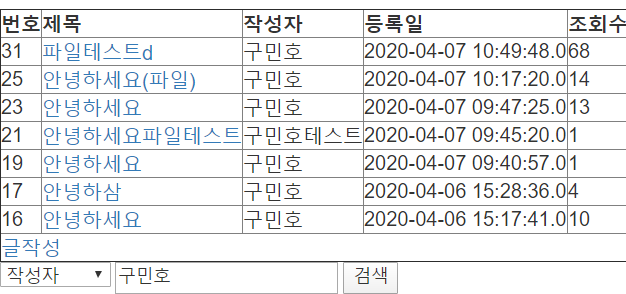 번호 제목 작성자 등록일 조회수
31 파일테스트d 구민호 2020-04-07 10:49:48.0 68
25 안녕하세요(파일) 구민호 2020-04-07 10:17:20.0 14
23 안녕하세요 구민호 2020-04-07 09:47:25.0 13
21 안녕하세요파일테스트 구민호테스트 2020-04-07 09:45:20.0 1
19 안녕하세요 구민호 2020-04-07 09:40:57.0 1
17 안녕하삼 구민호 2020-04-06 15:28:36.0 4
16 안녕하세요 구민호 2020-04-06 15:17:41.0 10
글작성
작성자 구민호 검색